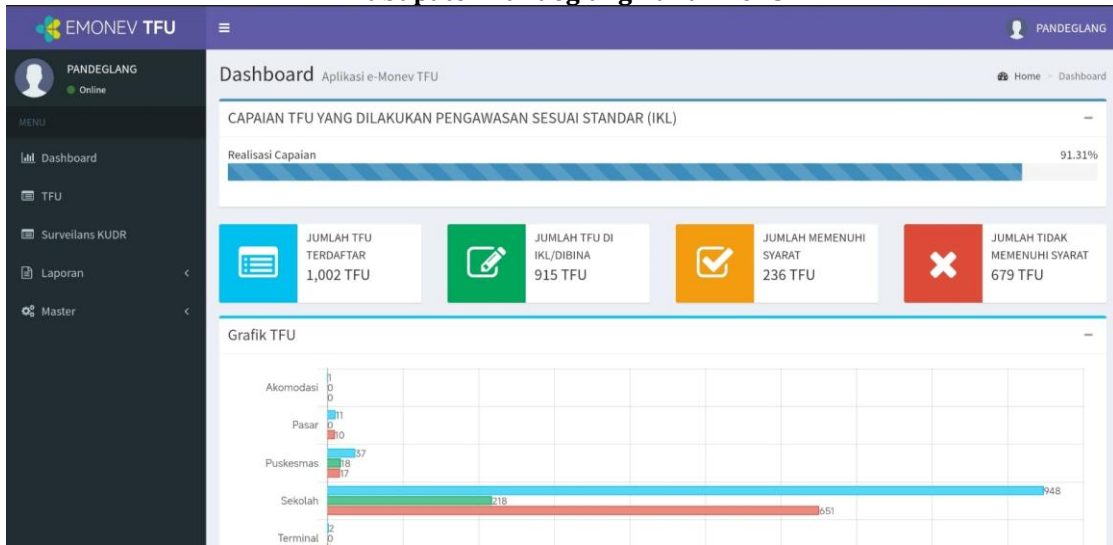 EMONEV TFU
PANDEGLANG
PANDEGLANG
Online
MENU
Dashboard
TFU
Surveilans KUDR
Laporan
Master
Dashboard Aplikasi e-Monev TFU
Home > Dashboard
CAPAIAN TFU YANG DILAKUKAN PENGAWASAN SESUAI STANDAR (IKL)
Realisasi Capaian 91.31%
JUMLAH TFU
TERDAFTAR
1,002 TFU
JUMLAH TFU DI
IKL/DIBINA
915 TFU
JUMLAH MEMENUHI
SYARAT
236 TFU
JUMLAH TIDAK
MEMENUHI SYARAT
679 TFU
Grafik TFU
Akomodasi
1
0
0
Pasar
11
0
10
Puskesmas
37
18
17
Sekolah
948
218
651
Terminal
2
0